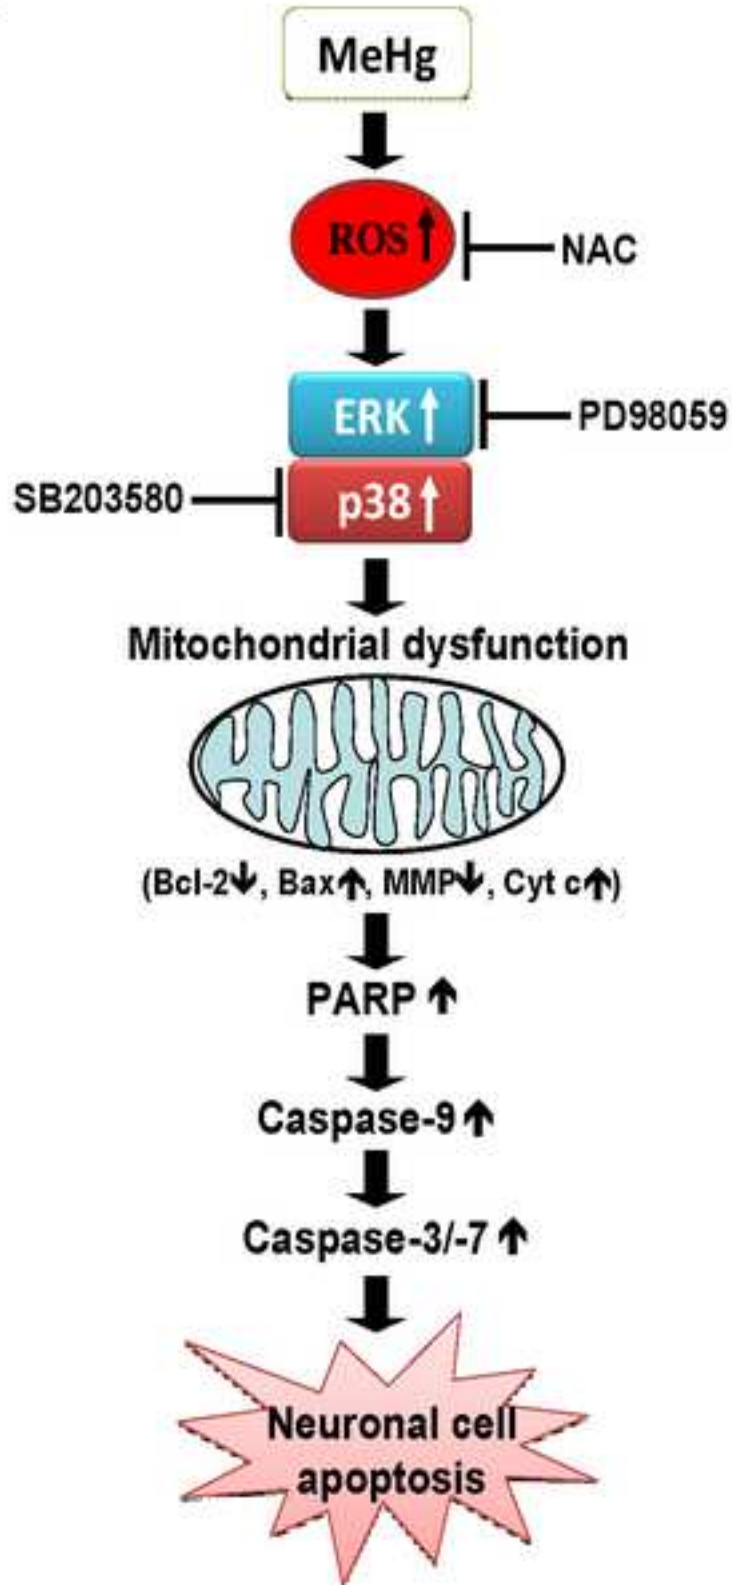 MeHg
ROS ↑
NAC
ERK ↑
PD98059
SB203580
p38 ↑
Mitochondrial dysfunction
(Bcl-2↓, Bax↑, MMP↓, Cyt c↑)
PARP ↑
Caspase-9 ↑
Caspase-3/-7 ↑
Neuronal cell
apoptosis